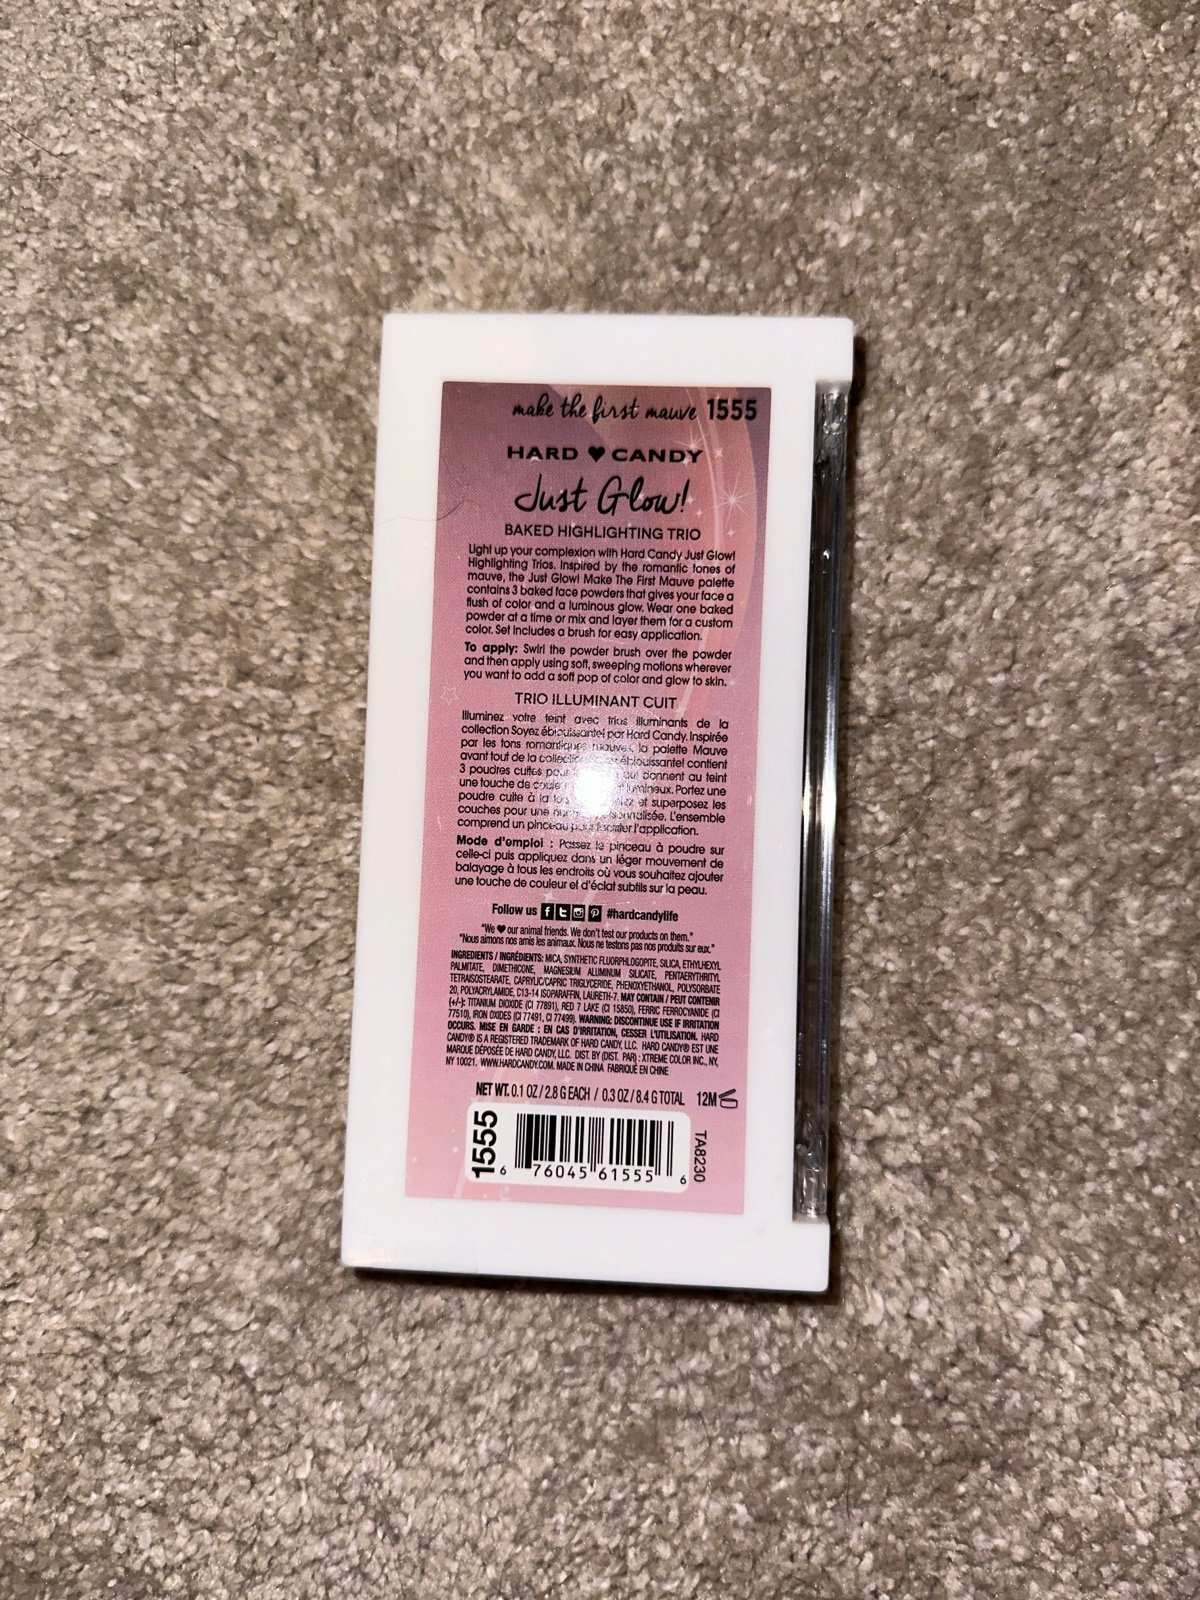 make the first mauve 1555
HARD ♥ CANDY
Just Glow!
BAKED HIGHLIGHTING TRIO
Light up your complexion with Hard Candy Just Glow!
Highlighting Trios. Inspired by the romantic tones of
mauve, the Just Glow! Make The First Mauve palette
contains 3 baked face powders that gives your face a
flush of color and a luminous glow. Wear one baked
powder at a time or mix and layer them for a custom
color. Set includes a brush for easy application.
To apply: Swirl the powder brush over the powder
and then apply using soft, sweeping motions wherever
you want to add a soft pop of color and glow to skin.
TRIO ILLUMINANT CUIT
Illuminez votre teint avec trios illuminants de la
collection Soyez éblouissante! par Hard Candy. Inspirée
par les tons romantiques mauves, la palette Mauve
avant tout de la collection éblouissante! contient
3 poudres cuites pour qui donnent au teint
une touche de lumineux. Portez une
poudre cuite à la et superposez les
couches pour une personnalisée. L'ensemble
comprend un pinceau pour faciliter l'application.
Mode d'emploi : Passez le pinceau à poudre sur
celle-ci puis appliquez dans un léger mouvement de
balayage à tous les endroits où vous souhaitez ajouter
une touche de couleur et d'éclat subtils sur la peau.
Follow us f t #hardcandylife
"We ♥ our animal friends. We don't test our products on them."
"Nous aimons nos amis les animaux. Nous ne testons pas nos produits sur eux."
INGREDIENTS / INGRÉDIENTS: MICA, SYNTHETIC FLUORPHLOGOPITE, SILICA, ETHYLHEXYL
PALMITATE, DIMETHICONE, MAGNESIUM ALUMINUM SILICATE, PENTAERYTHRITYL
TETRAISOSTEARATE, CAPRYLIC/CAPRIC TRIGLYCERIDE, PHENOXYETHANOL, POLYSORBATE
20, POLYACRYLAMIDE, C13-14 ISOPARAFFIN, LAURETH-7. MAY CONTAIN / PEUT CONTENIR
(+/-): TITANIUM DIOXIDE (CI 77891), RED 7 LAKE (CI 15850), FERRIC FERROCYANIDE (CI
77510), IRON OXIDES (CI 77491, CI 77499). WARNING: DISCONTINUE USE IF IRRITATION
OCCURS. MISE EN GARDE : EN CAS D'IRRITATION, CESSER L'UTILISATION. HARD
CANDY® IS A REGISTERED TRADEMARK OF HARD CANDY, LLC. HARD CANDY® EST UNE
MARQUE DÉPOSÉE DE HARD CANDY, LLC. DIST. BY (DIST. PAR) : XTREME COLOR INC., NY,
NY 10021. WWW.HARDCANDY.COM. MADE IN CHINA FABRIQUÉ EN CHINE
NET WT. 0.1 OZ / 2.8 G EACH / 0.3 OZ / 8.4 G TOTAL 12M
1555
6 76045 61555 6
TA8230